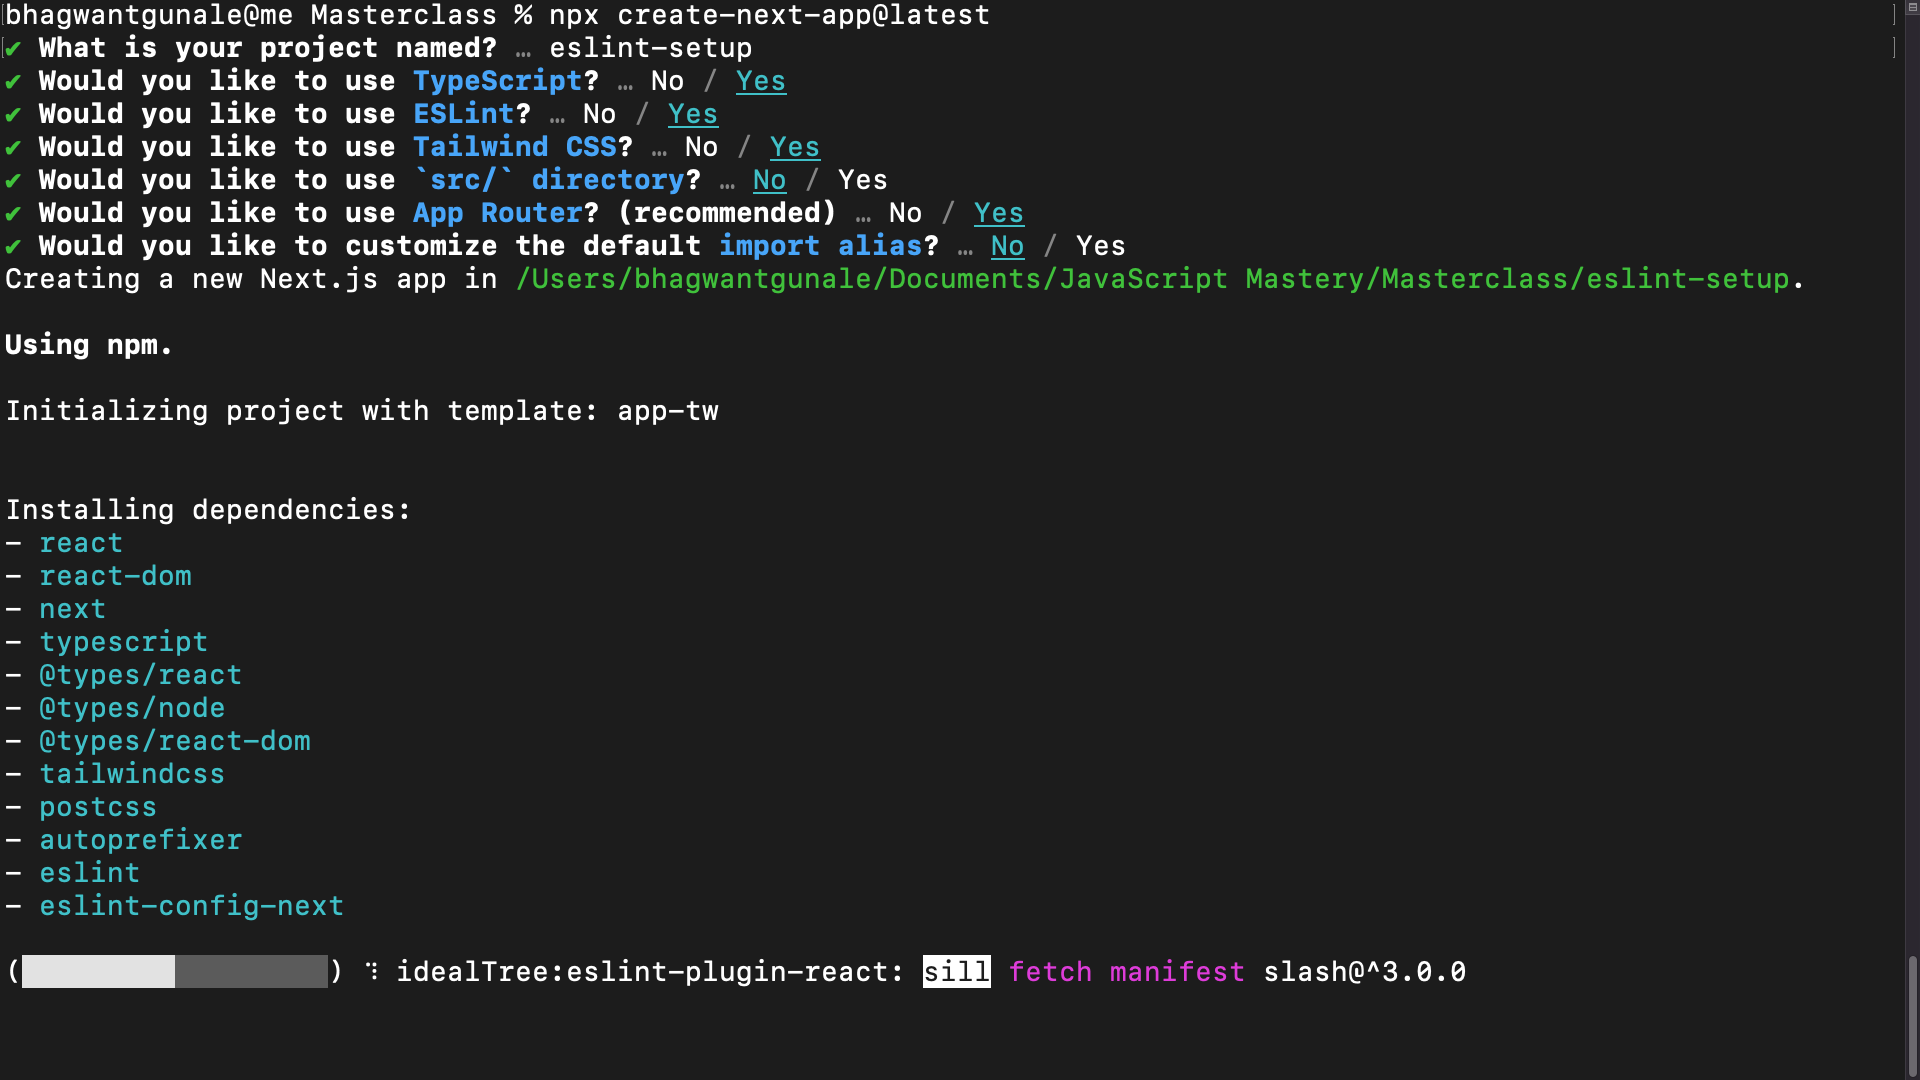 bhagwantgunale@me Masterclass % npx create-next-app@latest
✔ What is your project named? … eslint-setup
✔ Would you like to use TypeScript? … No / Yes
✔ Would you like to use ESLint? … No / Yes
✔ Would you like to use Tailwind CSS? … No / Yes
✔ Would you like to use `src/` directory? … No / Yes
✔ Would you like to use App Router? (recommended) … No / Yes
✔ Would you like to customize the default import alias? … No / Yes
Creating a new Next.js app in /Users/bhagwantgunale/Documents/JavaScript Mastery/Masterclass/eslint-setup.
Using npm.
Initializing project with template: app-tw
Installing dependencies:
- react
- react-dom
- next
- typescript
- @types/react
- @types/node
- @types/react-dom
- tailwindcss
- postcss
- autoprefixer
- eslint
- eslint-config-next
( ) ⠹ idealTree:eslint-plugin-react: sill fetch manifest slash@^3.0.0